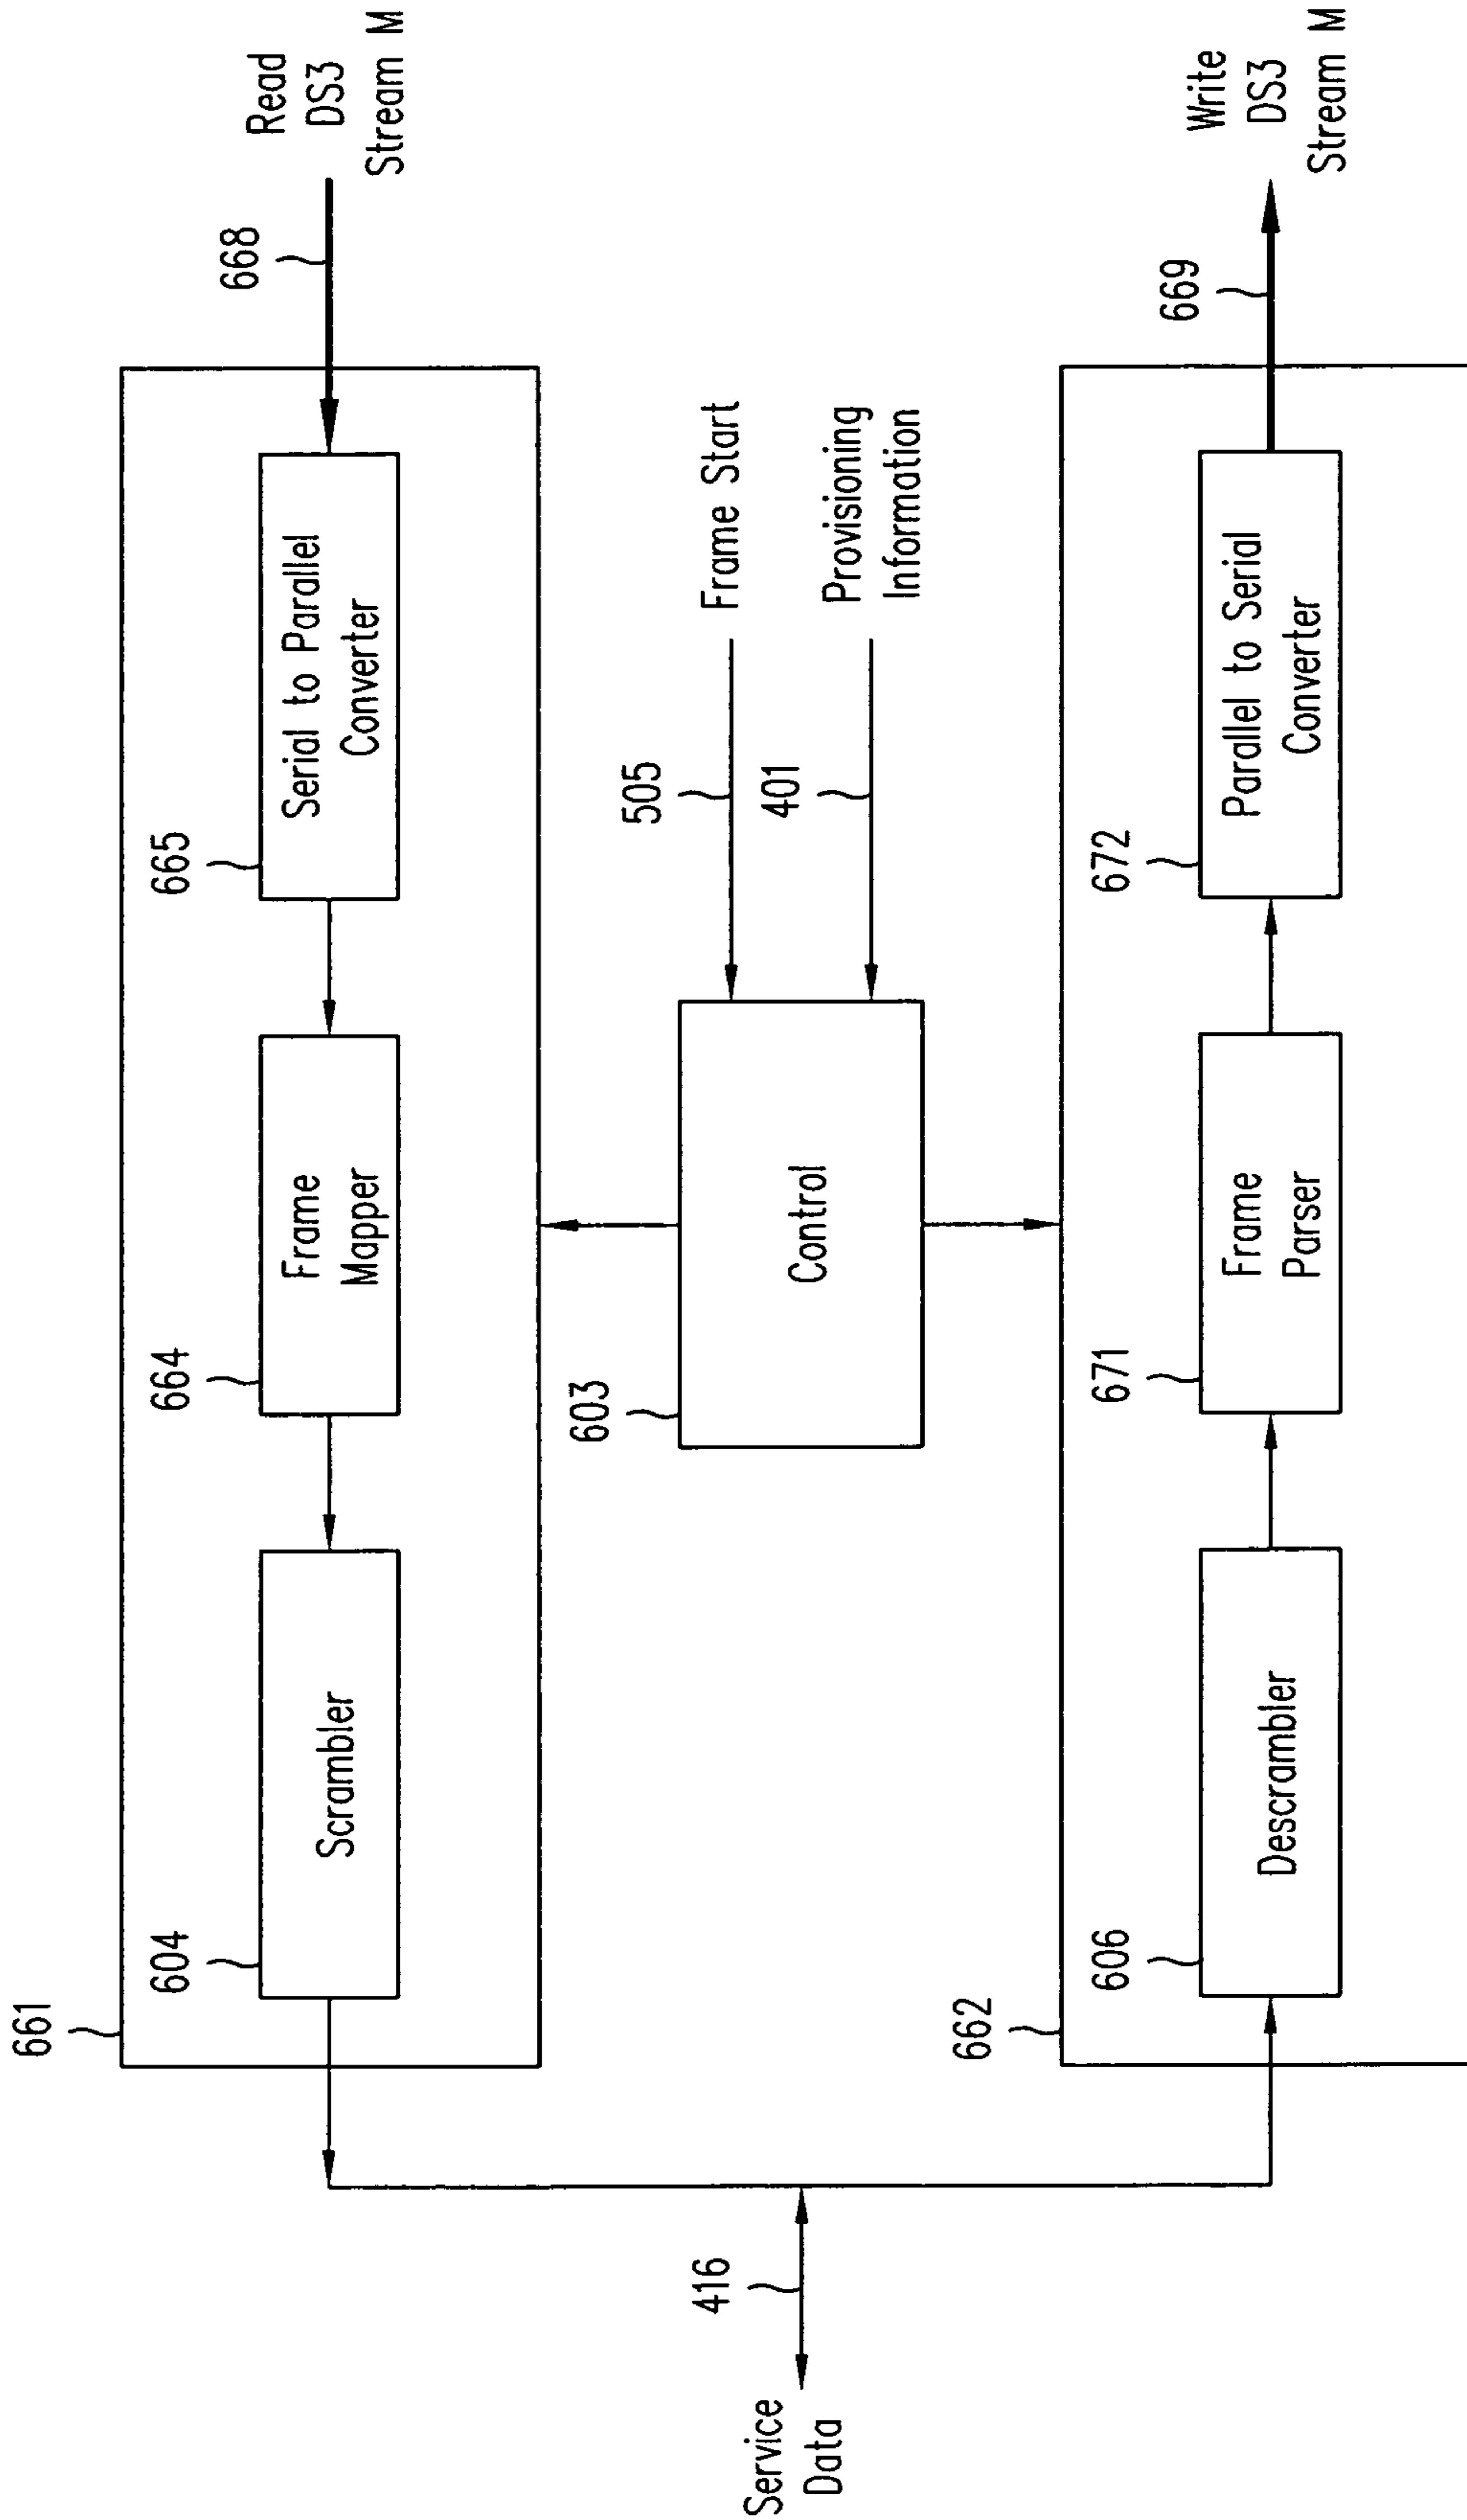 661
604
Scrambler
664
Frame
Mapper
665
Serial to Parallel
Converter
668
Read
DS3
Stream M
416
Service
Data
603
Control
505
Frame Start
401
Provisioning
Information
662
606
Descrambler
671
Frame
Parser
672
Parallel to Serial
Converter
669
Write
DS3
Stream M